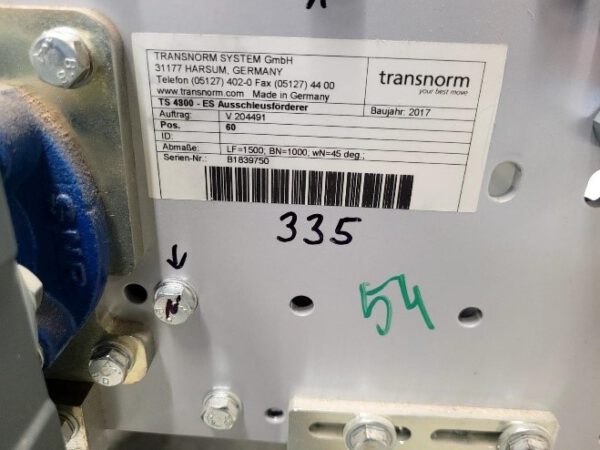 TRANSNORM SYSTEM GmbH
31177 HARSUM, GERMANY
Telefon (05127) 402-0 Fax (05127) 44 00
www.transnorm.com Made in Germany
transnorm
your best move
TS 4800 - ES Ausschleusförderer
Baujahr: 2017
Auftrag: V 204491
Pos. 60
ID:
Abmaße: LF=1500; BN=1000; wN=45 deg.;
Serien-Nr.: B1839750
335
N
54